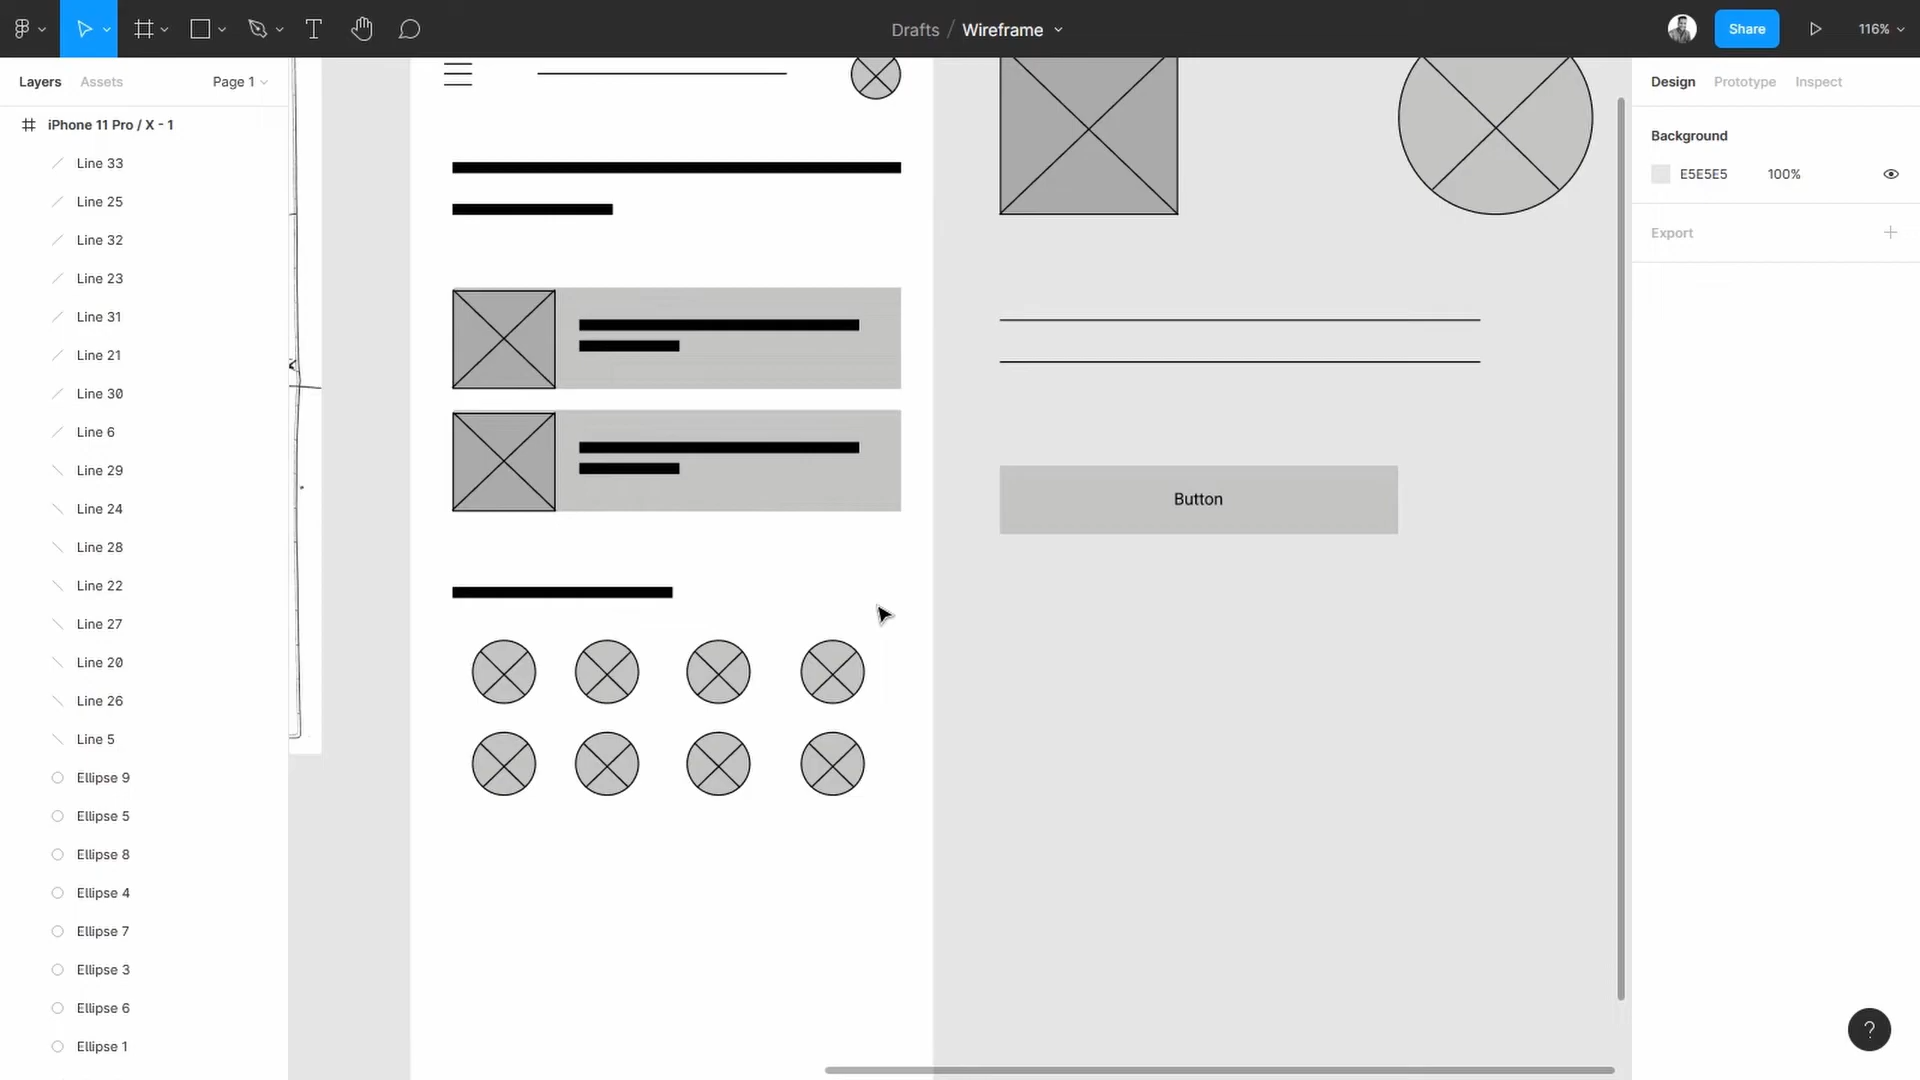 Drafts / Wireframe
Share
116%
Layers
Assets
Page 1
Design
Prototype
Inspect
iPhone 11 Pro / X - 1
Line 33
Line 25
Line 32
Line 23
Line 31
Line 21
Line 30
Line 6
Line 29
Line 24
Line 28
Line 22
Line 27
Line 20
Line 26
Line 5
Ellipse 9
Ellipse 5
Ellipse 8
Ellipse 4
Ellipse 7
Ellipse 3
Ellipse 6
Ellipse 1
Button
Background
E5E5E5 100%
Export
?